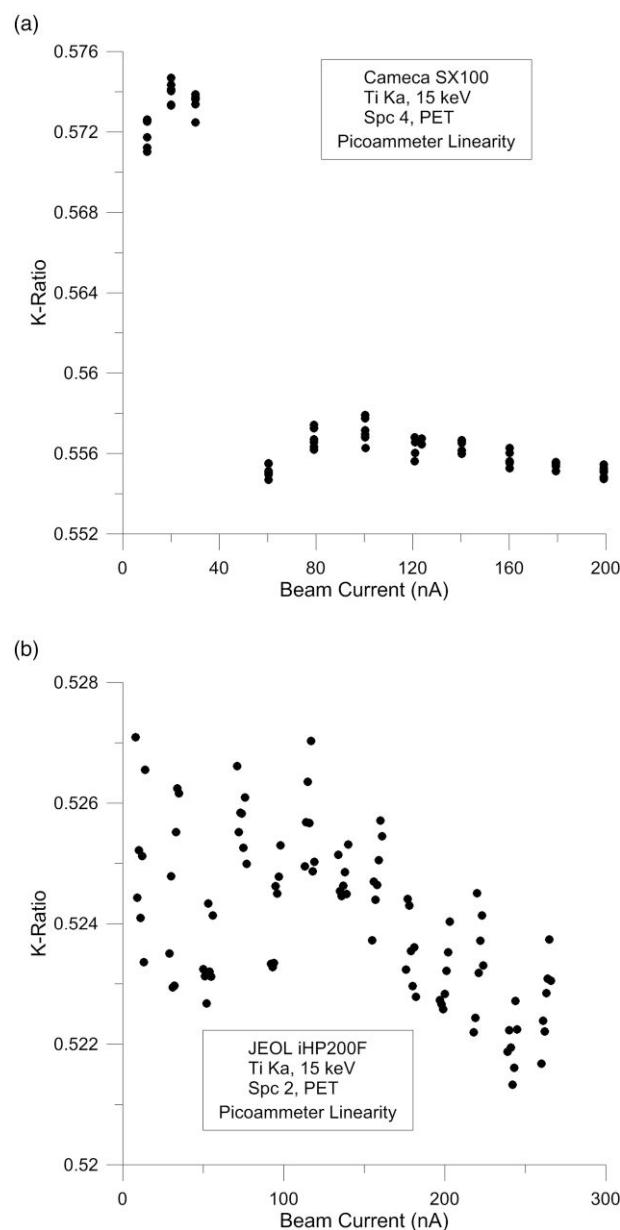 (a)
0.576
Cameca SX100
Ti Ka, 15 keV
Spc 4, PET
Picoammeter Linearity
0.572
0.568
K-Ratio
0.564
0.56
0.556
0.552
0
40
80
120
160
200
Beam Current (nA)
(b)
0.528
0.526
K-Ratio
0.524
0.522
JEOL iHP200F
Ti Ka, 15 keV
Spc 2, PET
Picoammeter Linearity
0.52
0
100
200
300
Beam Current (nA)